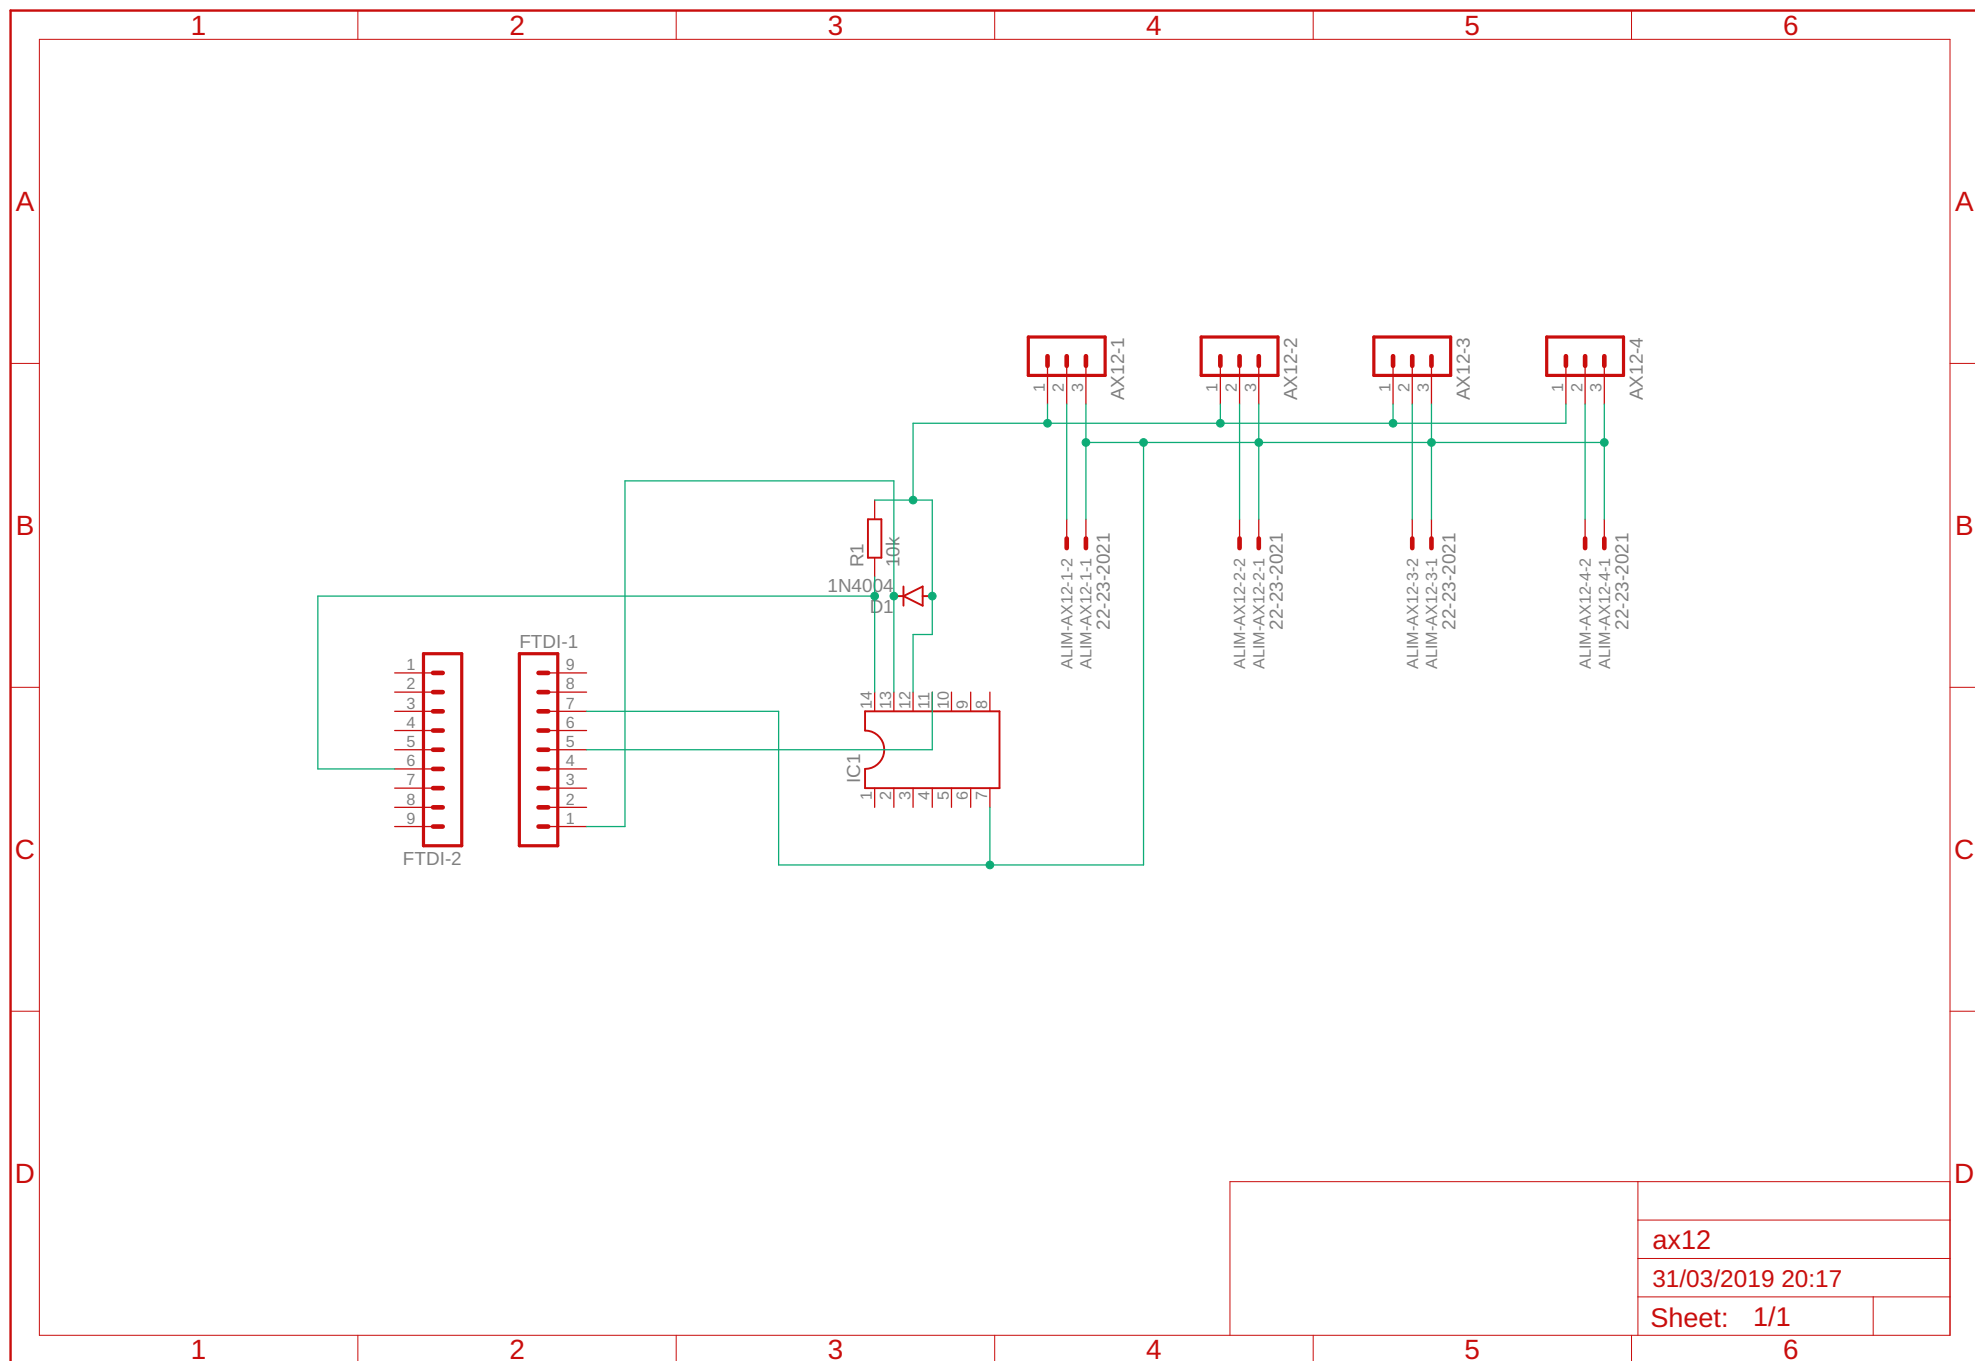 1 2 3 4 5 6
A A
AX12-1
AX12-2
AX12-3
AX12-4
1 2 3
1 2 3
1 2 3
1 2 3
B B
R1
10k
1N4004
D1
ALIM-AX12-1-2
ALIM-AX12-1-1
22-23-2021
ALIM-AX12-2-2
ALIM-AX12-2-1
22-23-2021
ALIM-AX12-3-2
ALIM-AX12-3-1
22-23-2021
ALIM-AX12-4-2
ALIM-AX12-4-1
22-23-2021
1
2
3
4
5
6
7
8
9
FTDI-2
FTDI-1
9
8
7
6
5
4
3
2
1
14 13 12 11 10 9 8
IC1
1 2 3 4 5 6 7
C C
D D
ax12
31/03/2019 20:17
Sheet: 1/1
1 2 3 4 5 6